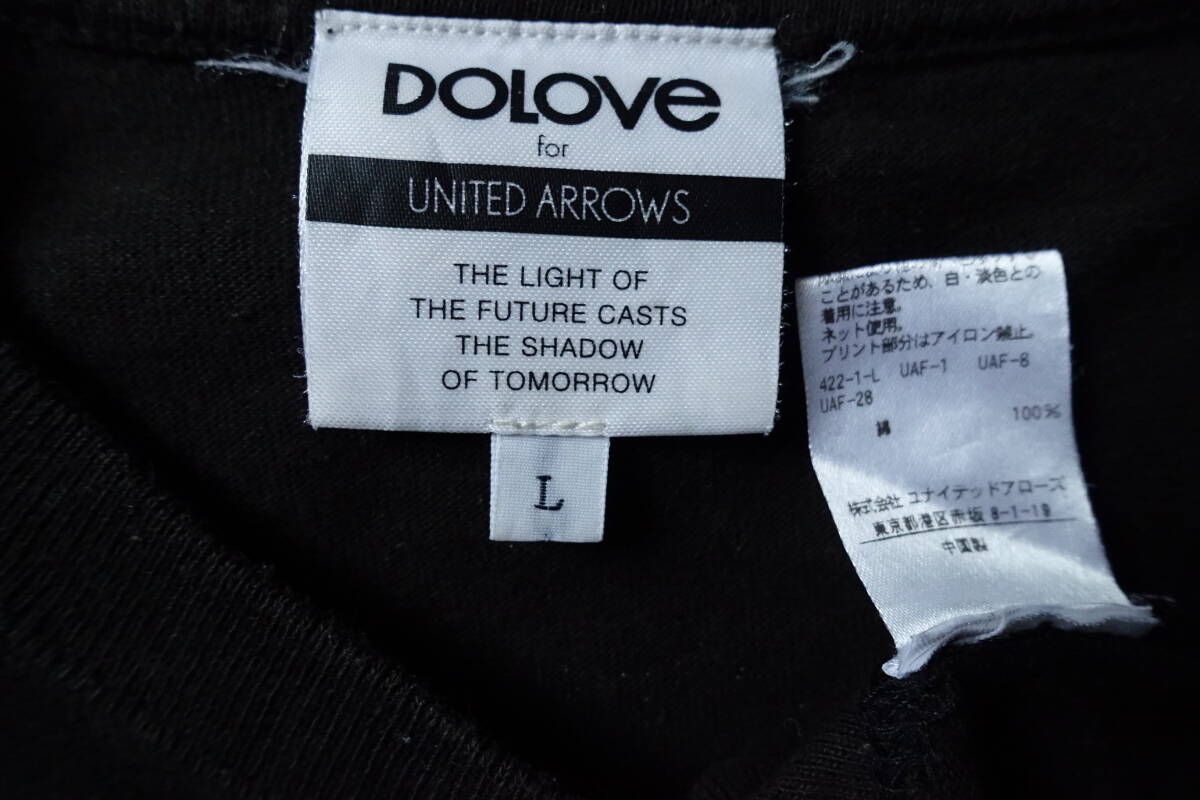 DOLOVe
for
UNITED ARROWS
THE LIGHT OF
THE FUTURE CASTS
THE SHADOW
OF TOMORROW
L
ことがあるため、白・淡色との
着用に注意。
ネット使用。
プリント部分はアイロン禁止。
422-1-L UAF-1 UAF-8
UAF-28
綿 100%
株式会社 ユナイテッドアローズ
東京都港区赤坂 8-1-19
中国製